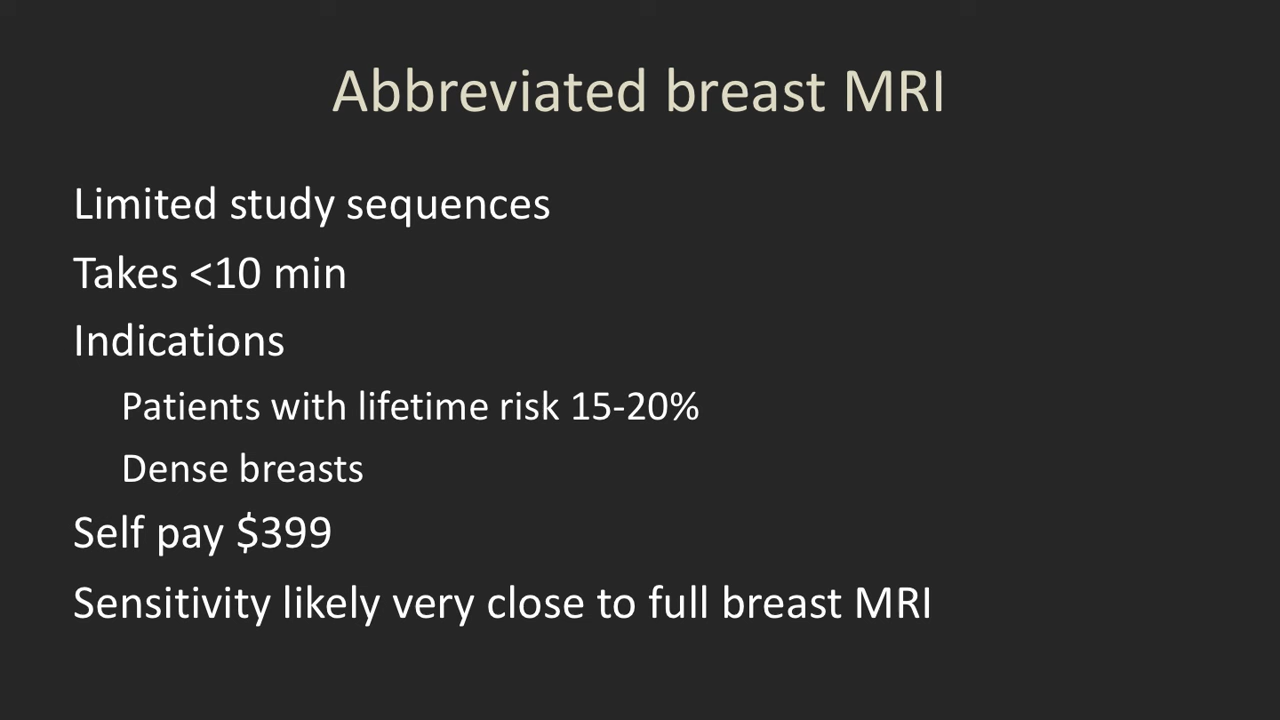 Abbreviated breast MRI
Limited study sequences
Takes <10 min
Indications
Patients with lifetime risk 15-20%
Dense breasts
Self pay $399
Sensitivity likely very close to full breast MRI